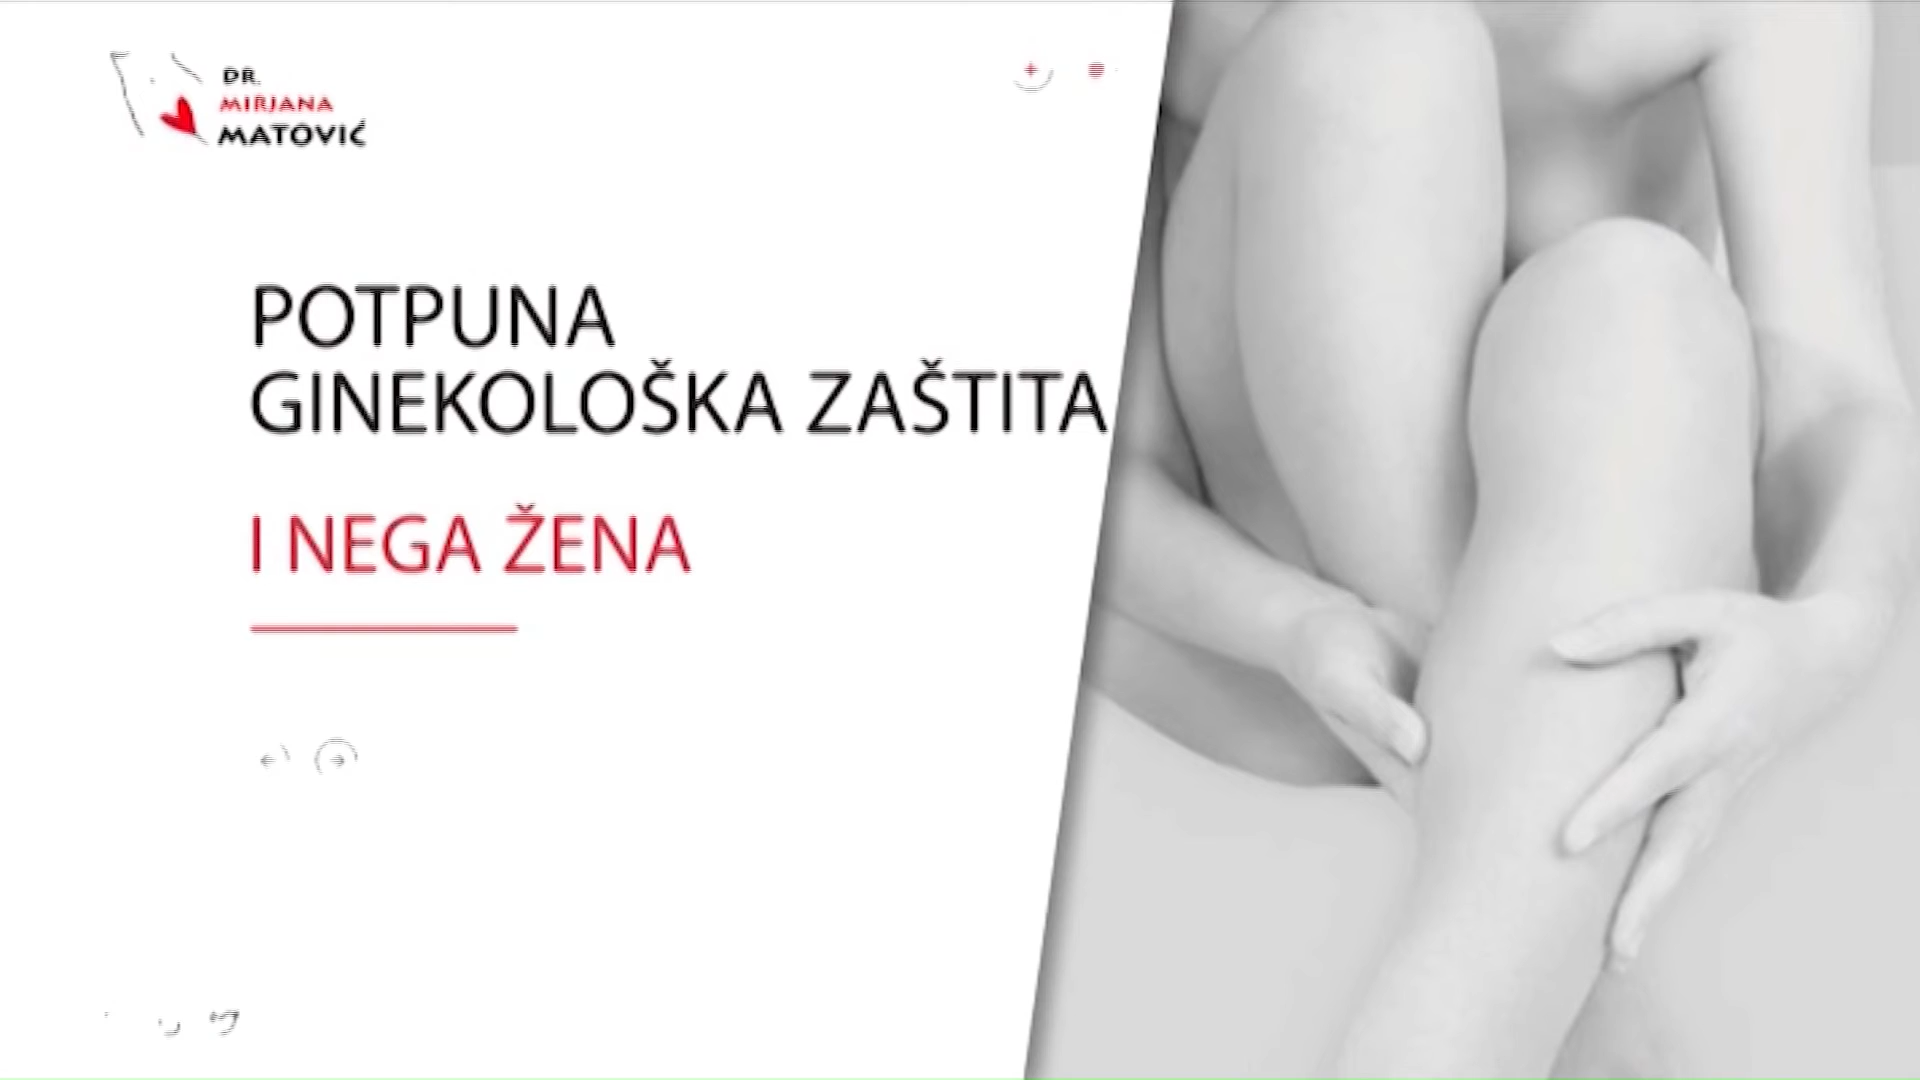 DR.
MIRJANA
MATOVIĆ
POTPUNA
GINEKOLOŠKA ZAŠTITA
I NEGA ŽENA